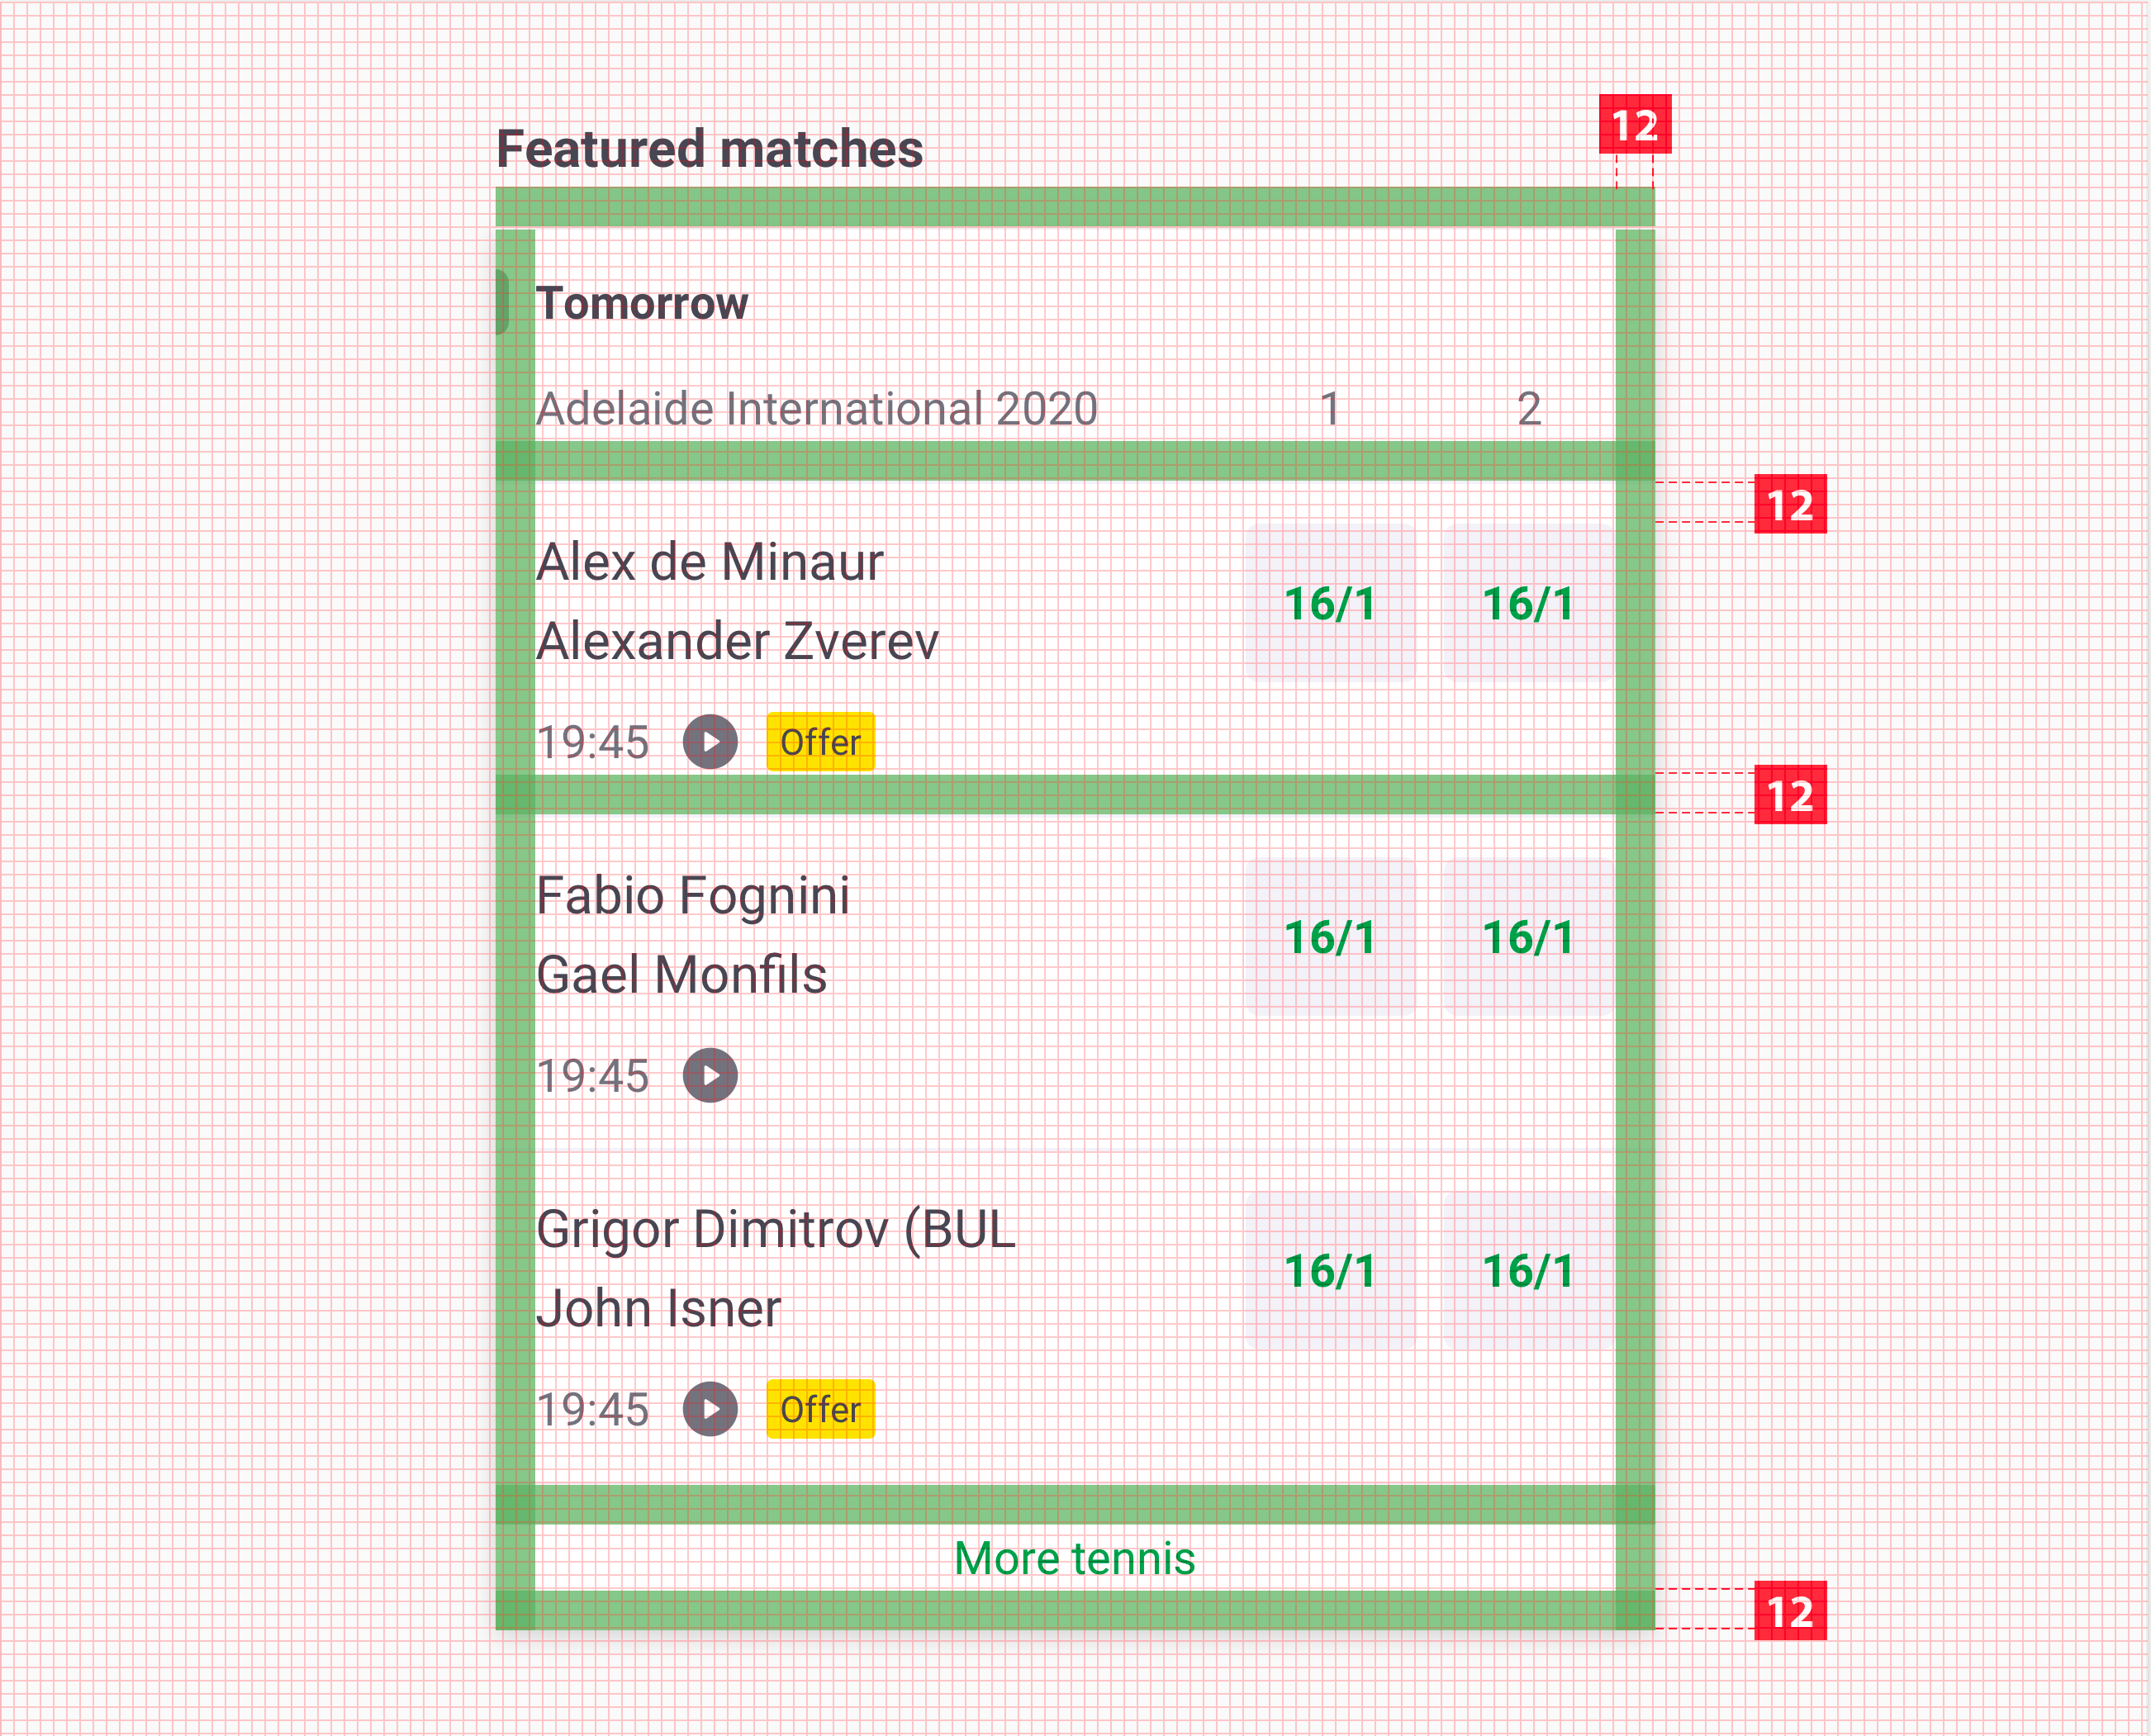 12
Featured matches
Tomorrow
Adelaide International 2020 1 2
12
Alex de Minaur
16/1 16/1
Alexander Zverev
19:45 Offer
12
Fabio Fognini
16/1 16/1
Gael Monfils
19:45
Grigor Dimitrov (BUL
16/1 16/1
John Isner
19:45 Offer
More tennis
12